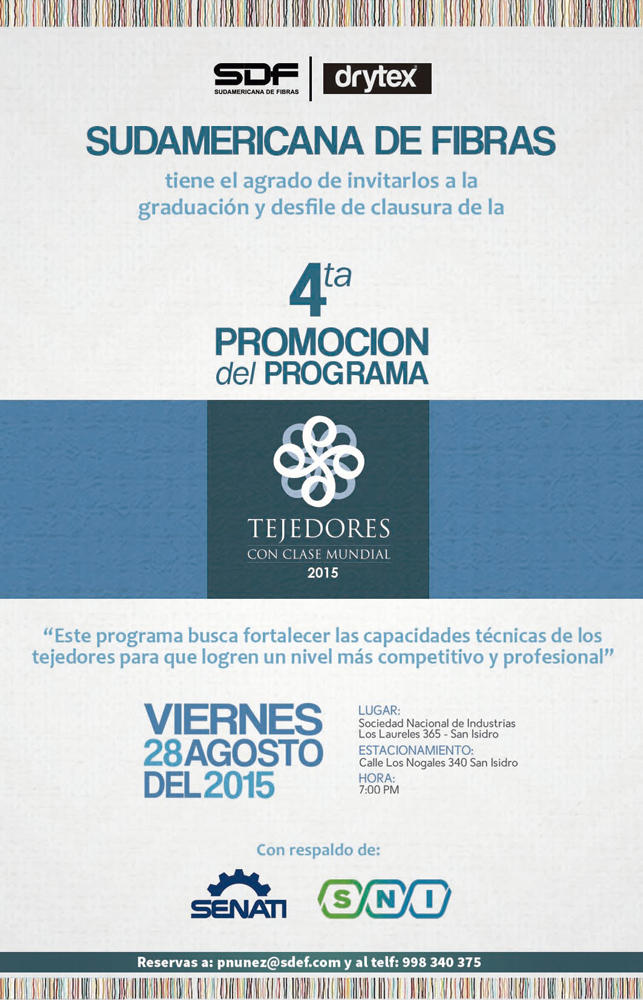 SDF
SUDAMERICANA DE FIBRAS
drytex
SUDAMERICANA DE FIBRAS
tiene el agrado de invitarlos a la
graduación y desfile de clausura de la
4ta
PROMOCION
del PROGRAMA
TEJEDORES
CON CLASE MUNDIAL
2015
“Este programa busca fortalecer las capacidades técnicas de los
tejedores para que logren un nivel más competitivo y profesional”
VIERNES
28 AGOSTO
DEL 2015
LUGAR:
Sociedad Nacional de Industrias
Los Laureles 365 - San Isidro
ESTACIONAMIENTO:
Calle Los Nogales 340 San Isidro
HORA:
7:00 PM
Con respaldo de:
SENATI
SNI
Reservas a: pnunez@sdef.com y al telf: 998 340 375